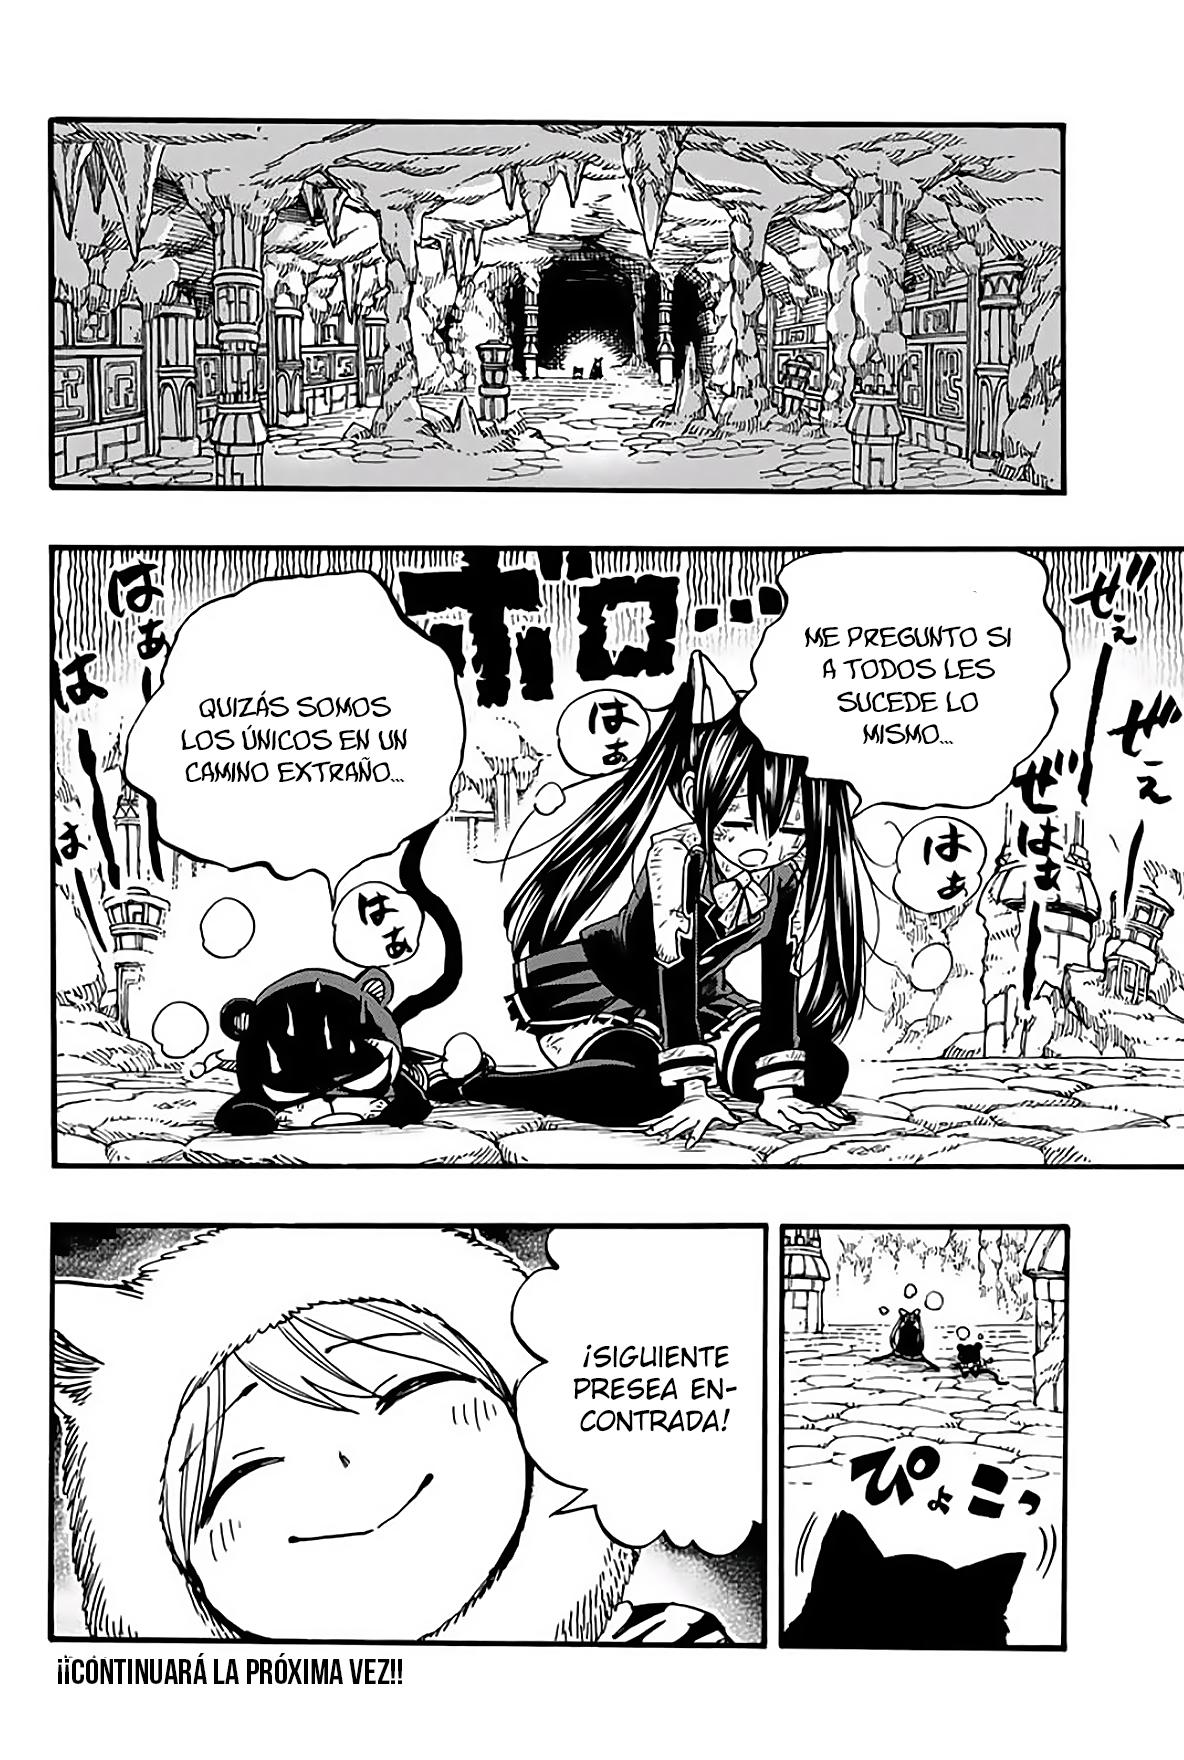 ボロ…
ME PREGUNTO SI
A TODOS LES
SUCEDE LO
MISMO...
ぜぇ
ぜぇ
ぜはぁ
はぁ
はぁ
QUIZÁS SOMOS
LOS ÚNICOS EN UN
CAMINO EXTRAÑO...
はぁ
はぁ
は
は
ぴょこっ
¡SIGUIENTE
PRESEA EN-
CONTRADA!
¡¡CONTINUARÁ LA PRÓXIMA VEZ!!